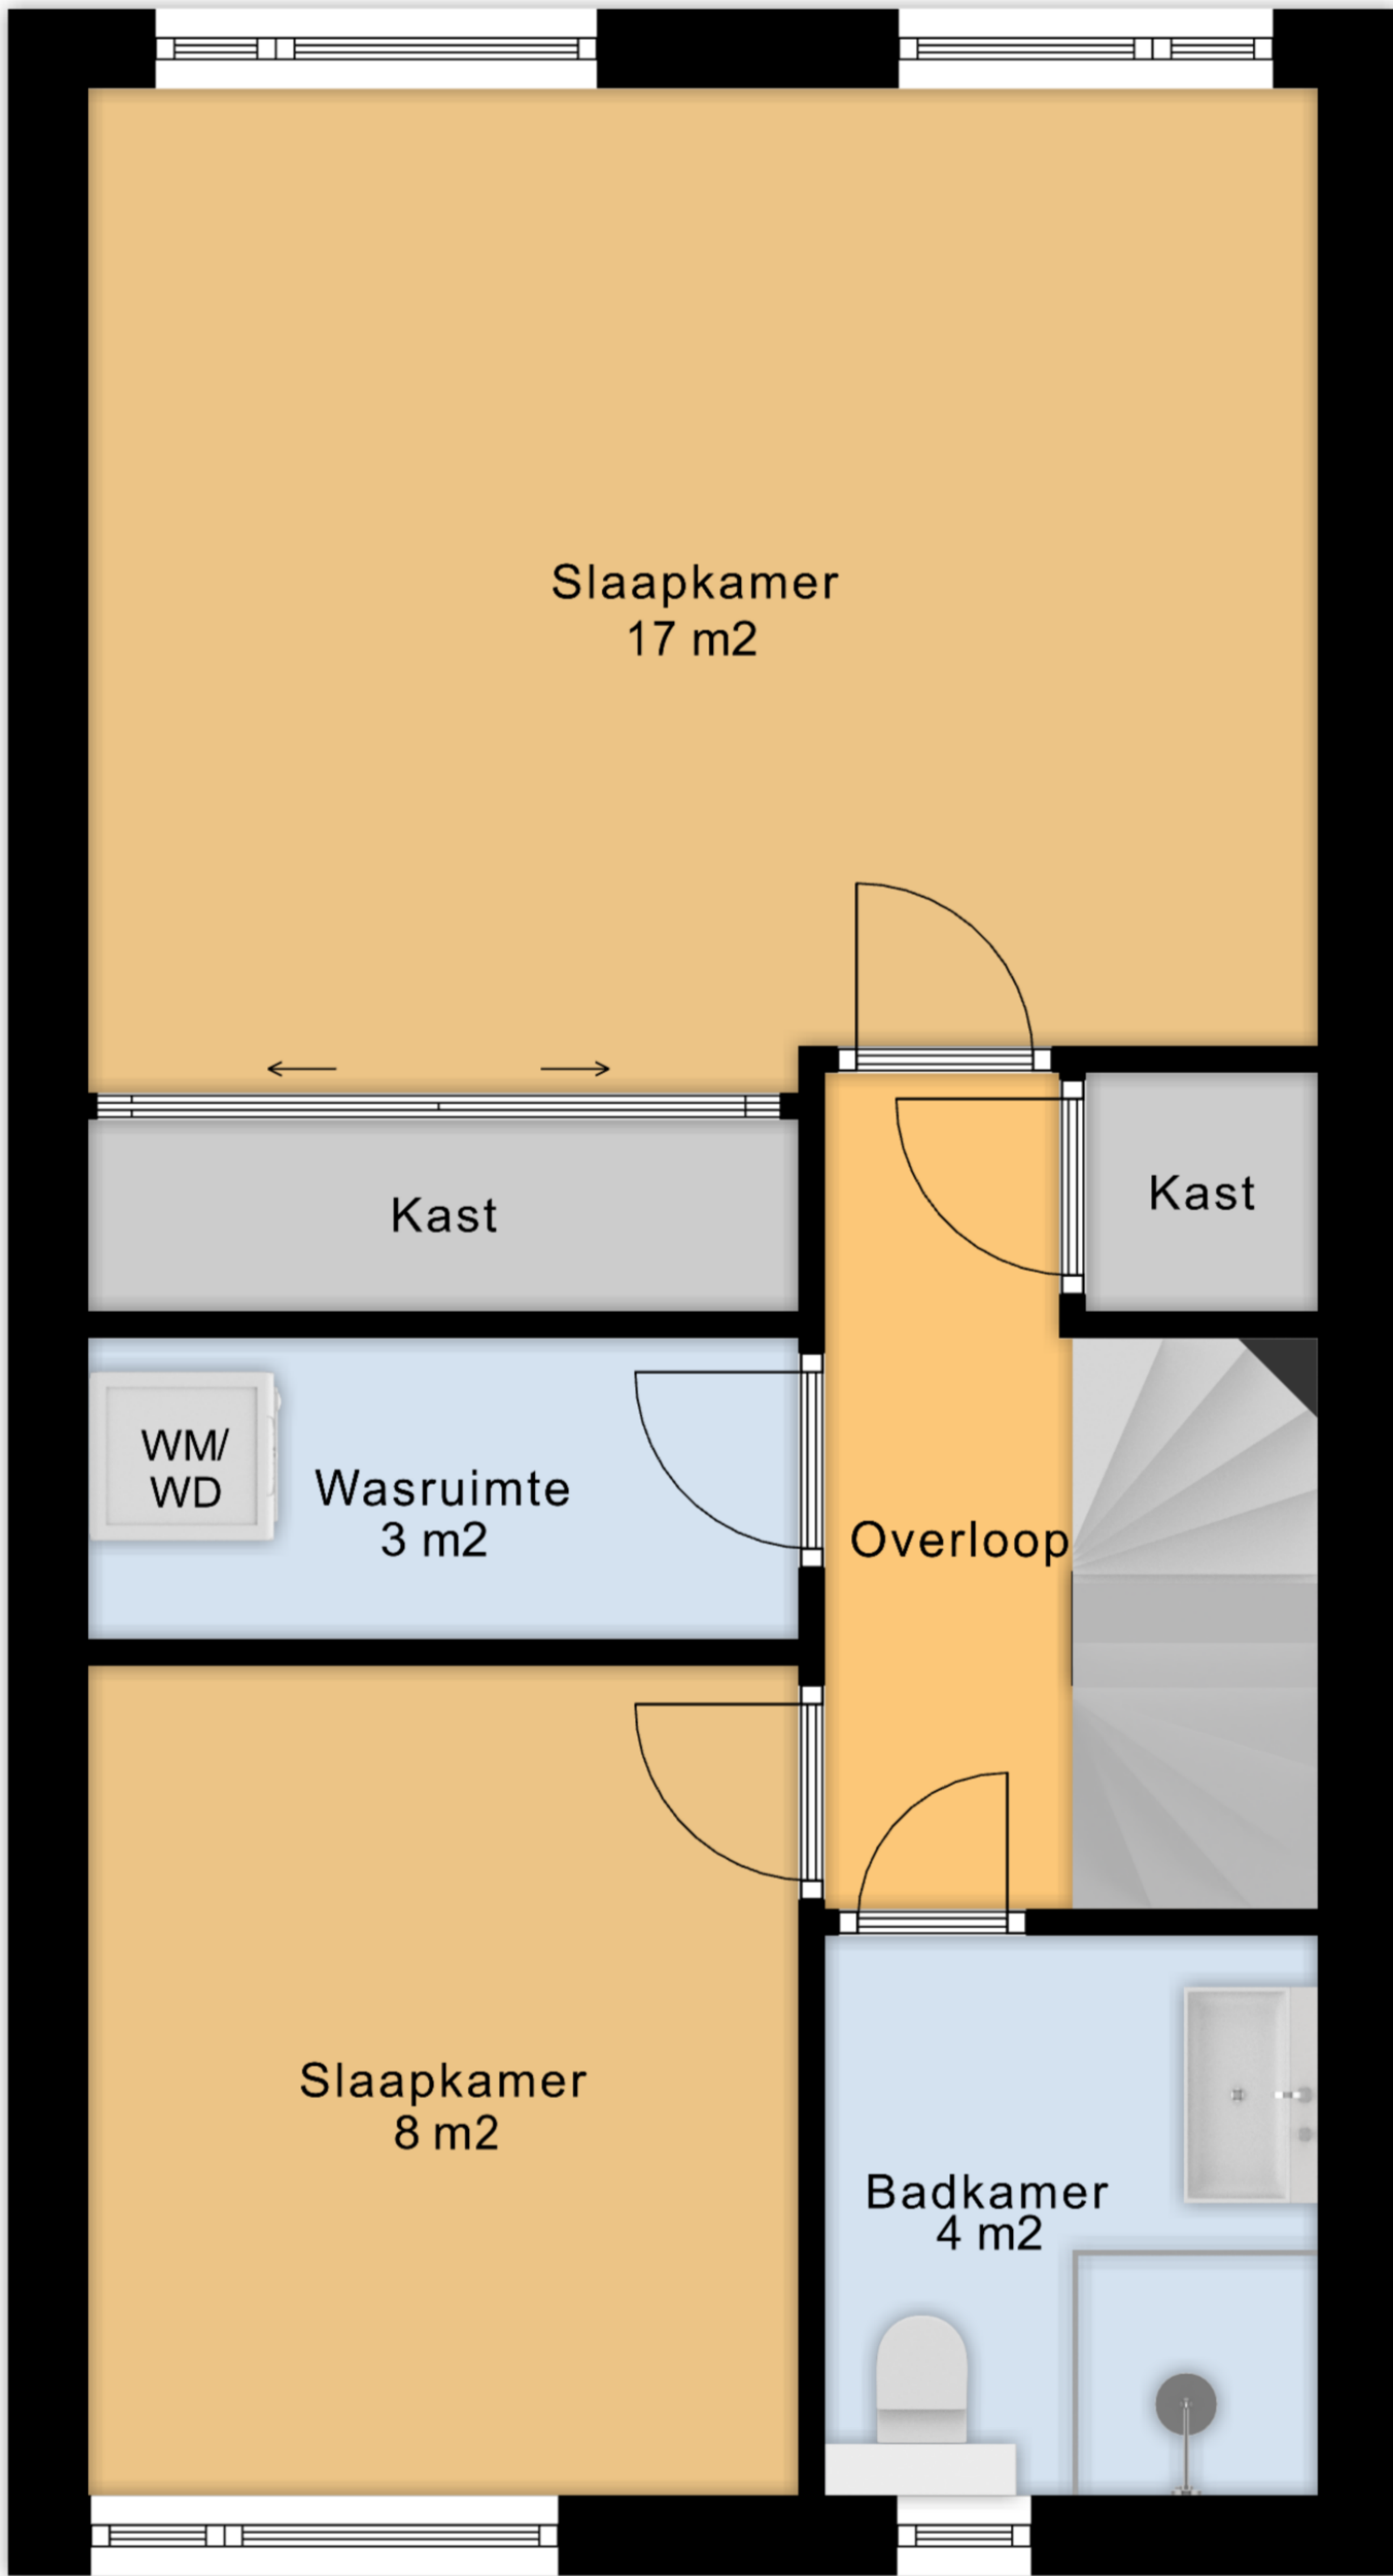 Slaapkamer
17 m2
Kast
Kast
WM/
WD
Wasruimte
3 m2
Overloop
Slaapkamer
8 m2
Badkamer
4 m2